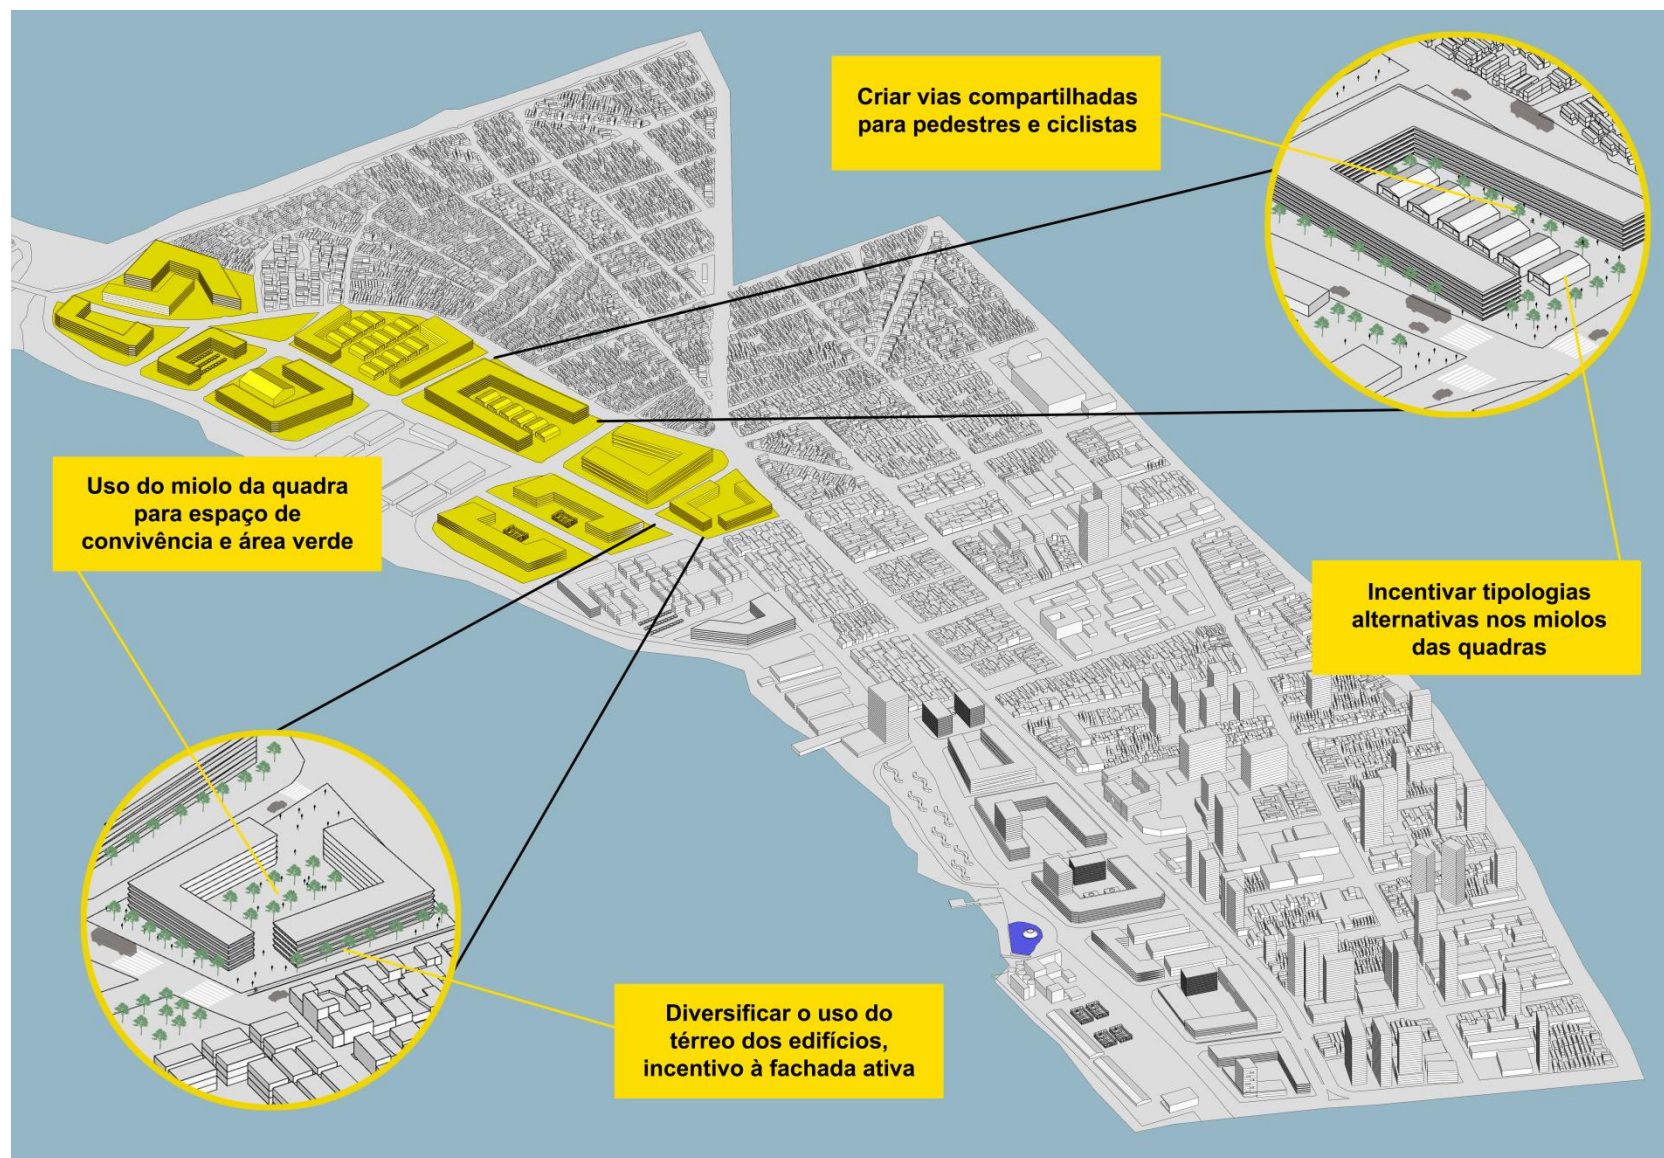 Criar vias compartilhadas
para pedestres e ciclistas
Uso do miolo da quadra
para espaço de
convivência e área verde
Incentivar tipologias
alternativas nos miolos
das quadras
Diversificar o uso do
térreo dos edifícios,
incentivo à fachada ativa